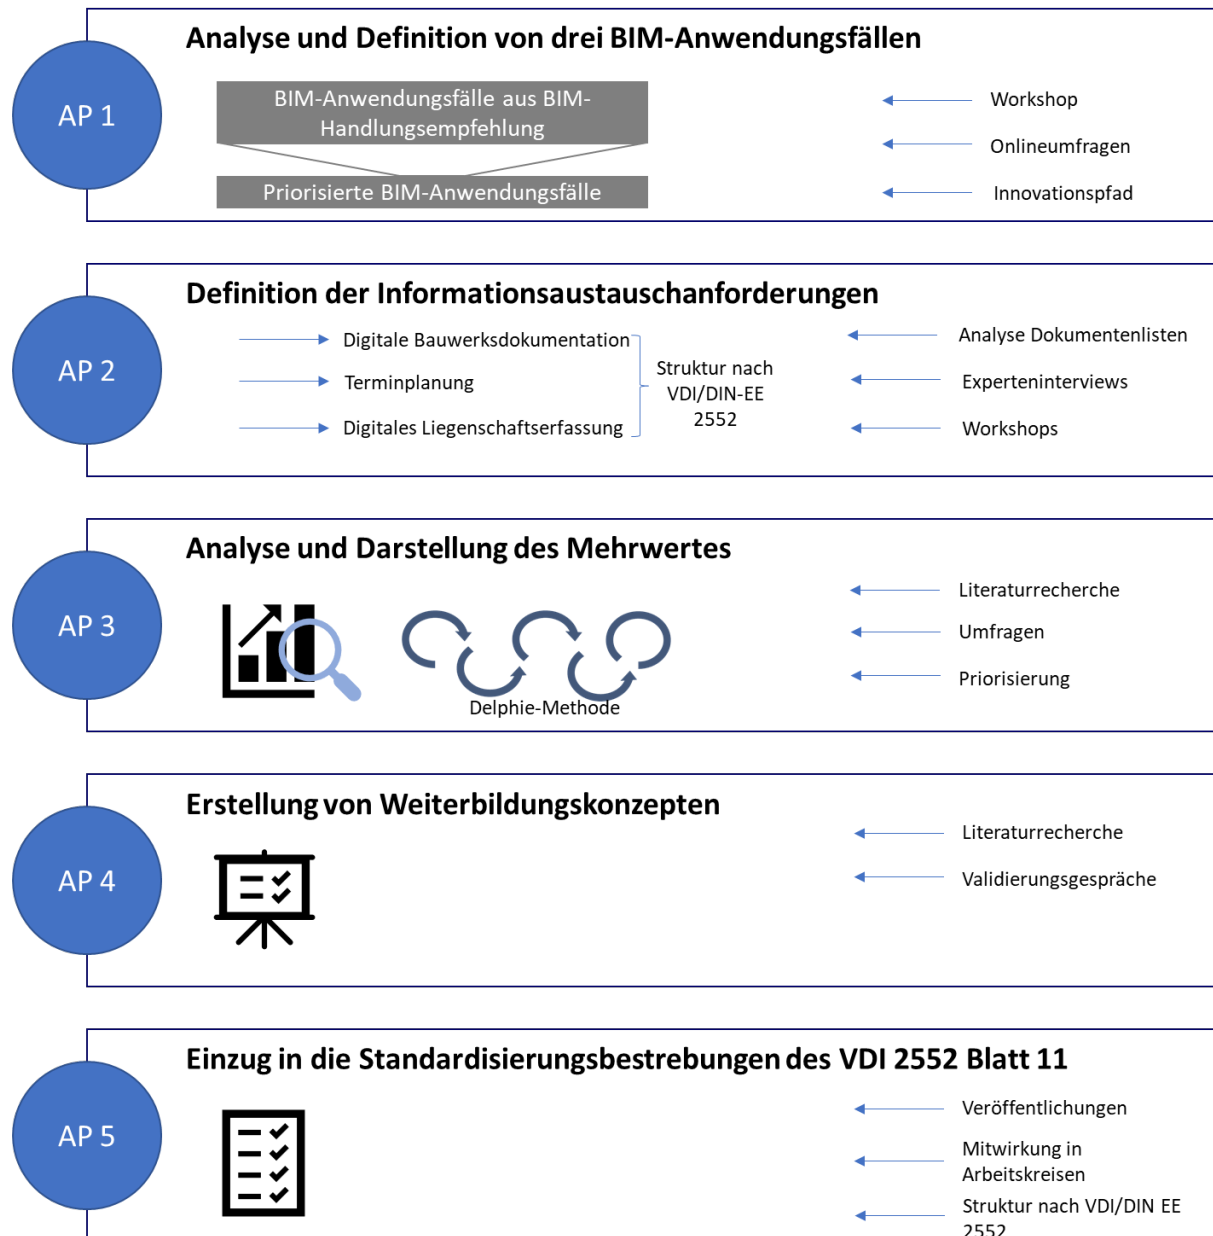 Analyse und Definition von drei BIM-Anwendungsfällen
AP 1
BIM-Anwendungsfälle aus BIM-
Handlungsempfehlung
Priorisierte BIM-Anwendungsfälle
Workshop
Onlineumfragen
Innovationspfad
Definition der Informationsaustauschanforderungen
AP 2
Digitale Bauwerksdokumentation
Terminplanung
Digitales Liegenschaftserfassung
Struktur nach
VDI/DIN-EE
2552
Analyse Dokumentenlisten
Experteninterviews
Workshops
Analyse und Darstellung des Mehrwertes
AP 3
Delphie-Methode
Literaturrecherche
Umfragen
Priorisierung
Erstellung von Weiterbildungskonzepten
AP 4
Literaturrecherche
Validierungsgespräche
Einzug in die Standardisierungsbestrebungen des VDI 2552 Blatt 11
AP 5
Veröffentlichungen
Mitwirkung in
Arbeitskreisen
Struktur nach VDI/DIN EE
2552